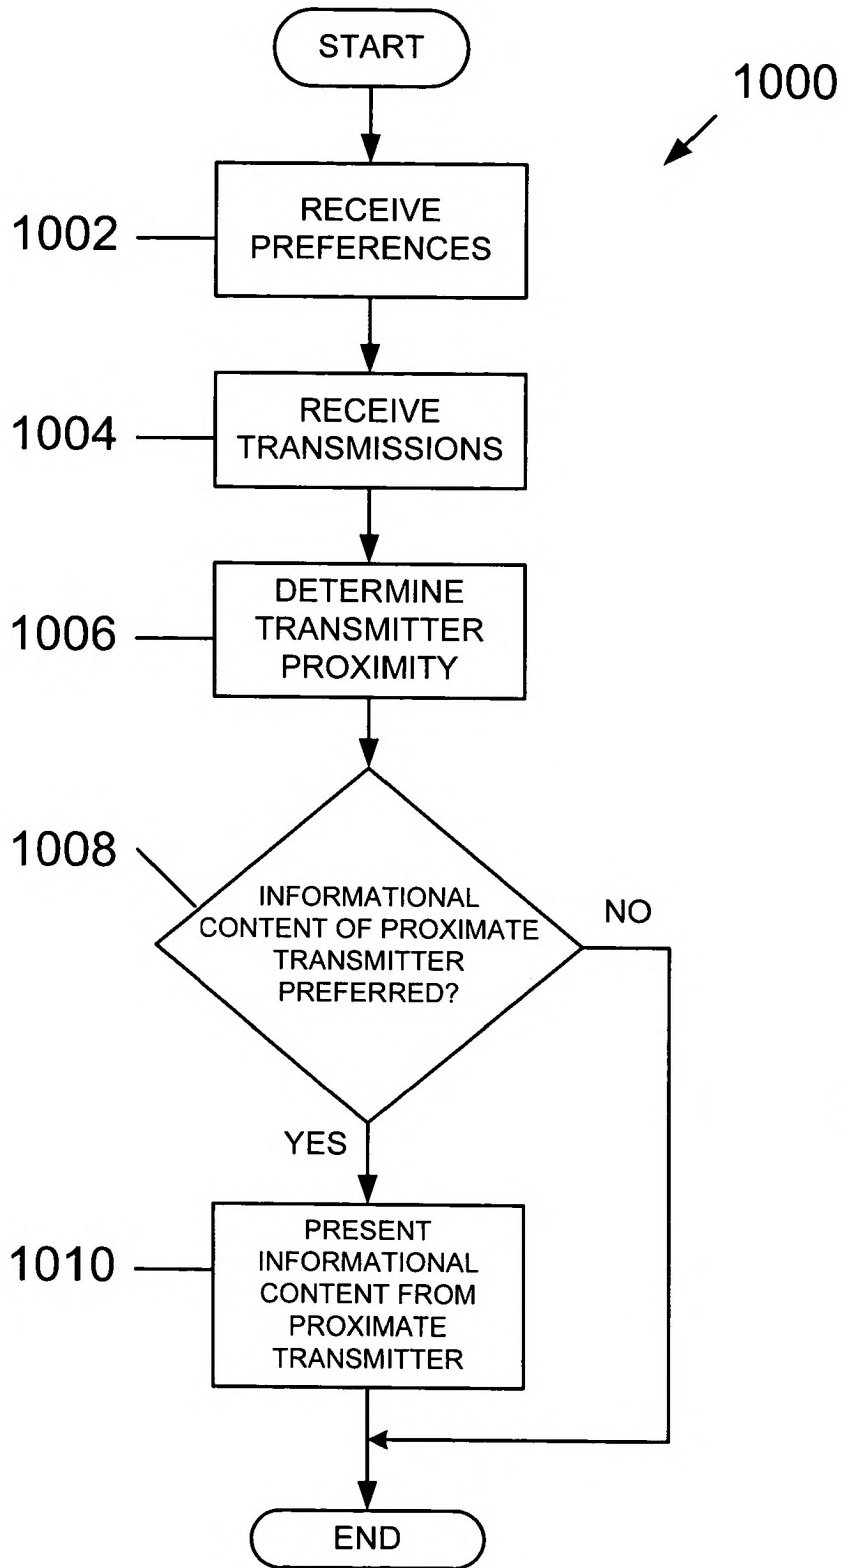 START
1000
1002
RECEIVE
PREFERENCES
1004
RECEIVE
TRANSMISSIONS
1006
DETERMINE
TRANSMITTER
PROXIMITY
1008
INFORMATIONAL
CONTENT OF PROXIMATE
TRANSMITTER
PREFERRED?
NO
YES
1010
PRESENT
INFORMATIONAL
CONTENT FROM
PROXIMATE
TRANSMITTER
END